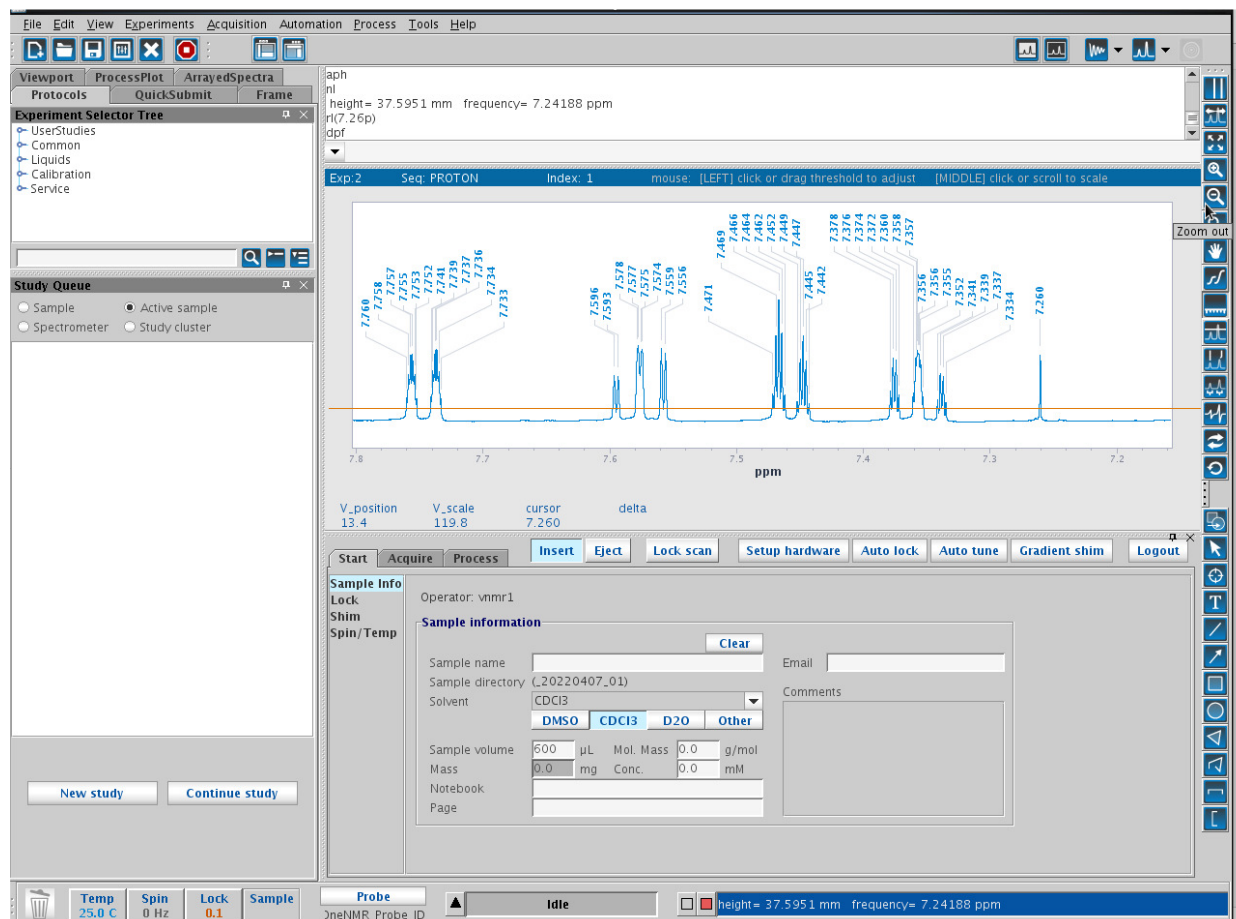 File Edit View Experiments Acquisition Automation Process Tools Help
Viewport ProcessPlot ArrayedSpectra
Protocols QuickSubmit Frame
Experiment Selector Tree
UserStudies
Common
Liquids
Calibration
Service
Study Queue
Sample Active sample
Spectrometer Study cluster
New study Continue study
aph
nl
height= 37.5951 mm frequency= 7.24188 ppm
rl(7.26p)
dpf
Exp:2 Seq: PROTON Index: 1 mouse: [LEFT] click or drag threshold to adjust [MIDDLE] click or scroll to scale
Zoom out
7.760
7.758
7.757
7.755
7.753
7.752
7.741
7.739
7.737
7.736
7.734
7.733
7.596
7.593
7.578
7.577
7.575
7.574
7.559
7.556
7.471
7.469
7.466
7.464
7.462
7.452
7.449
7.447
7.445
7.442
7.378
7.376
7.374
7.372
7.360
7.358
7.357
7.356
7.356
7.355
7.352
7.341
7.339
7.337
7.334
7.260
7.8 7.7 7.6 7.5 7.4 7.3 7.2
ppm
V_position V_scale cursor delta
13.4 119.8 7.260
Start Acquire Process Insert Eject Lock scan Setup hardware Auto lock Auto tune Gradient shim Logout
Sample Info
Lock
Shim
Spin/Temp
Operator: vnmr1
Sample information
Clear
Sample name Email
Sample directory (_20220407_01)
Comments
Solvent CDCl3
DMSO CDCl3 D2O Other
Sample volume 600 µL Mol. Mass 0.0 g/mol
Mass 0.0 mg Conc. 0.0 mM
Notebook
Page
Temp Spin Lock Sample Probe Idle height= 37.5951 mm frequency= 7.24188 ppm
25.0 C 0 Hz 0.1